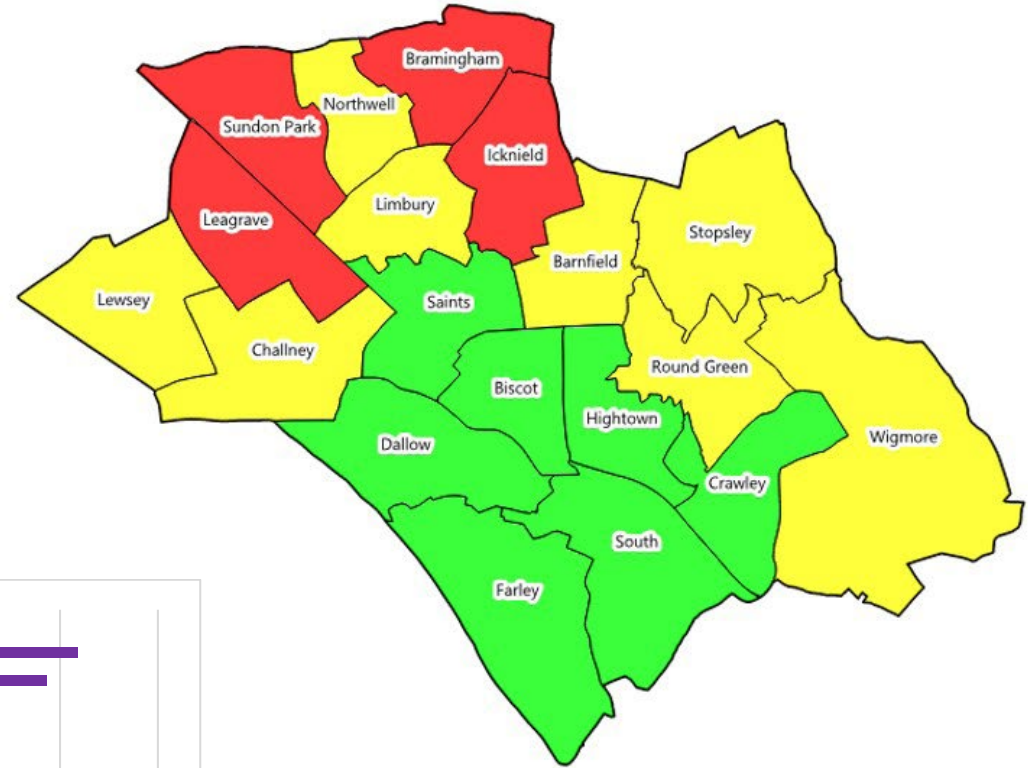 Bramingham
Northwell
Sundon Park
Icknield
Limbury
Leagrave
Stopsley
Barnfield
Lewsey
Saints
Challney
Round Green
Biscot
Hightown
Wigmore
Dallow
Crawley
South
Farley